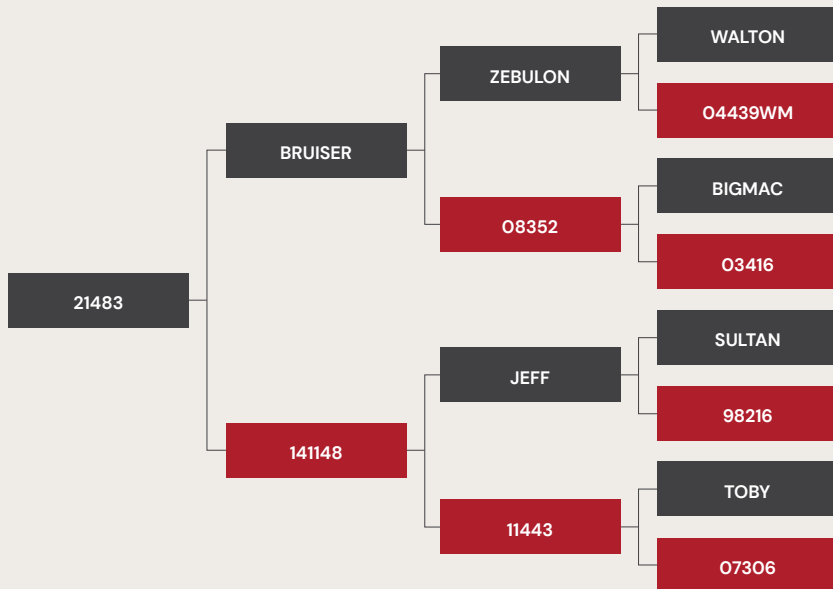 WALTON
ZEBULON
04439WM
BRUISER
BIGMAC
08352
03416
21483
SULTAN
JEFF
98216
141148
TOBY
11443
07306